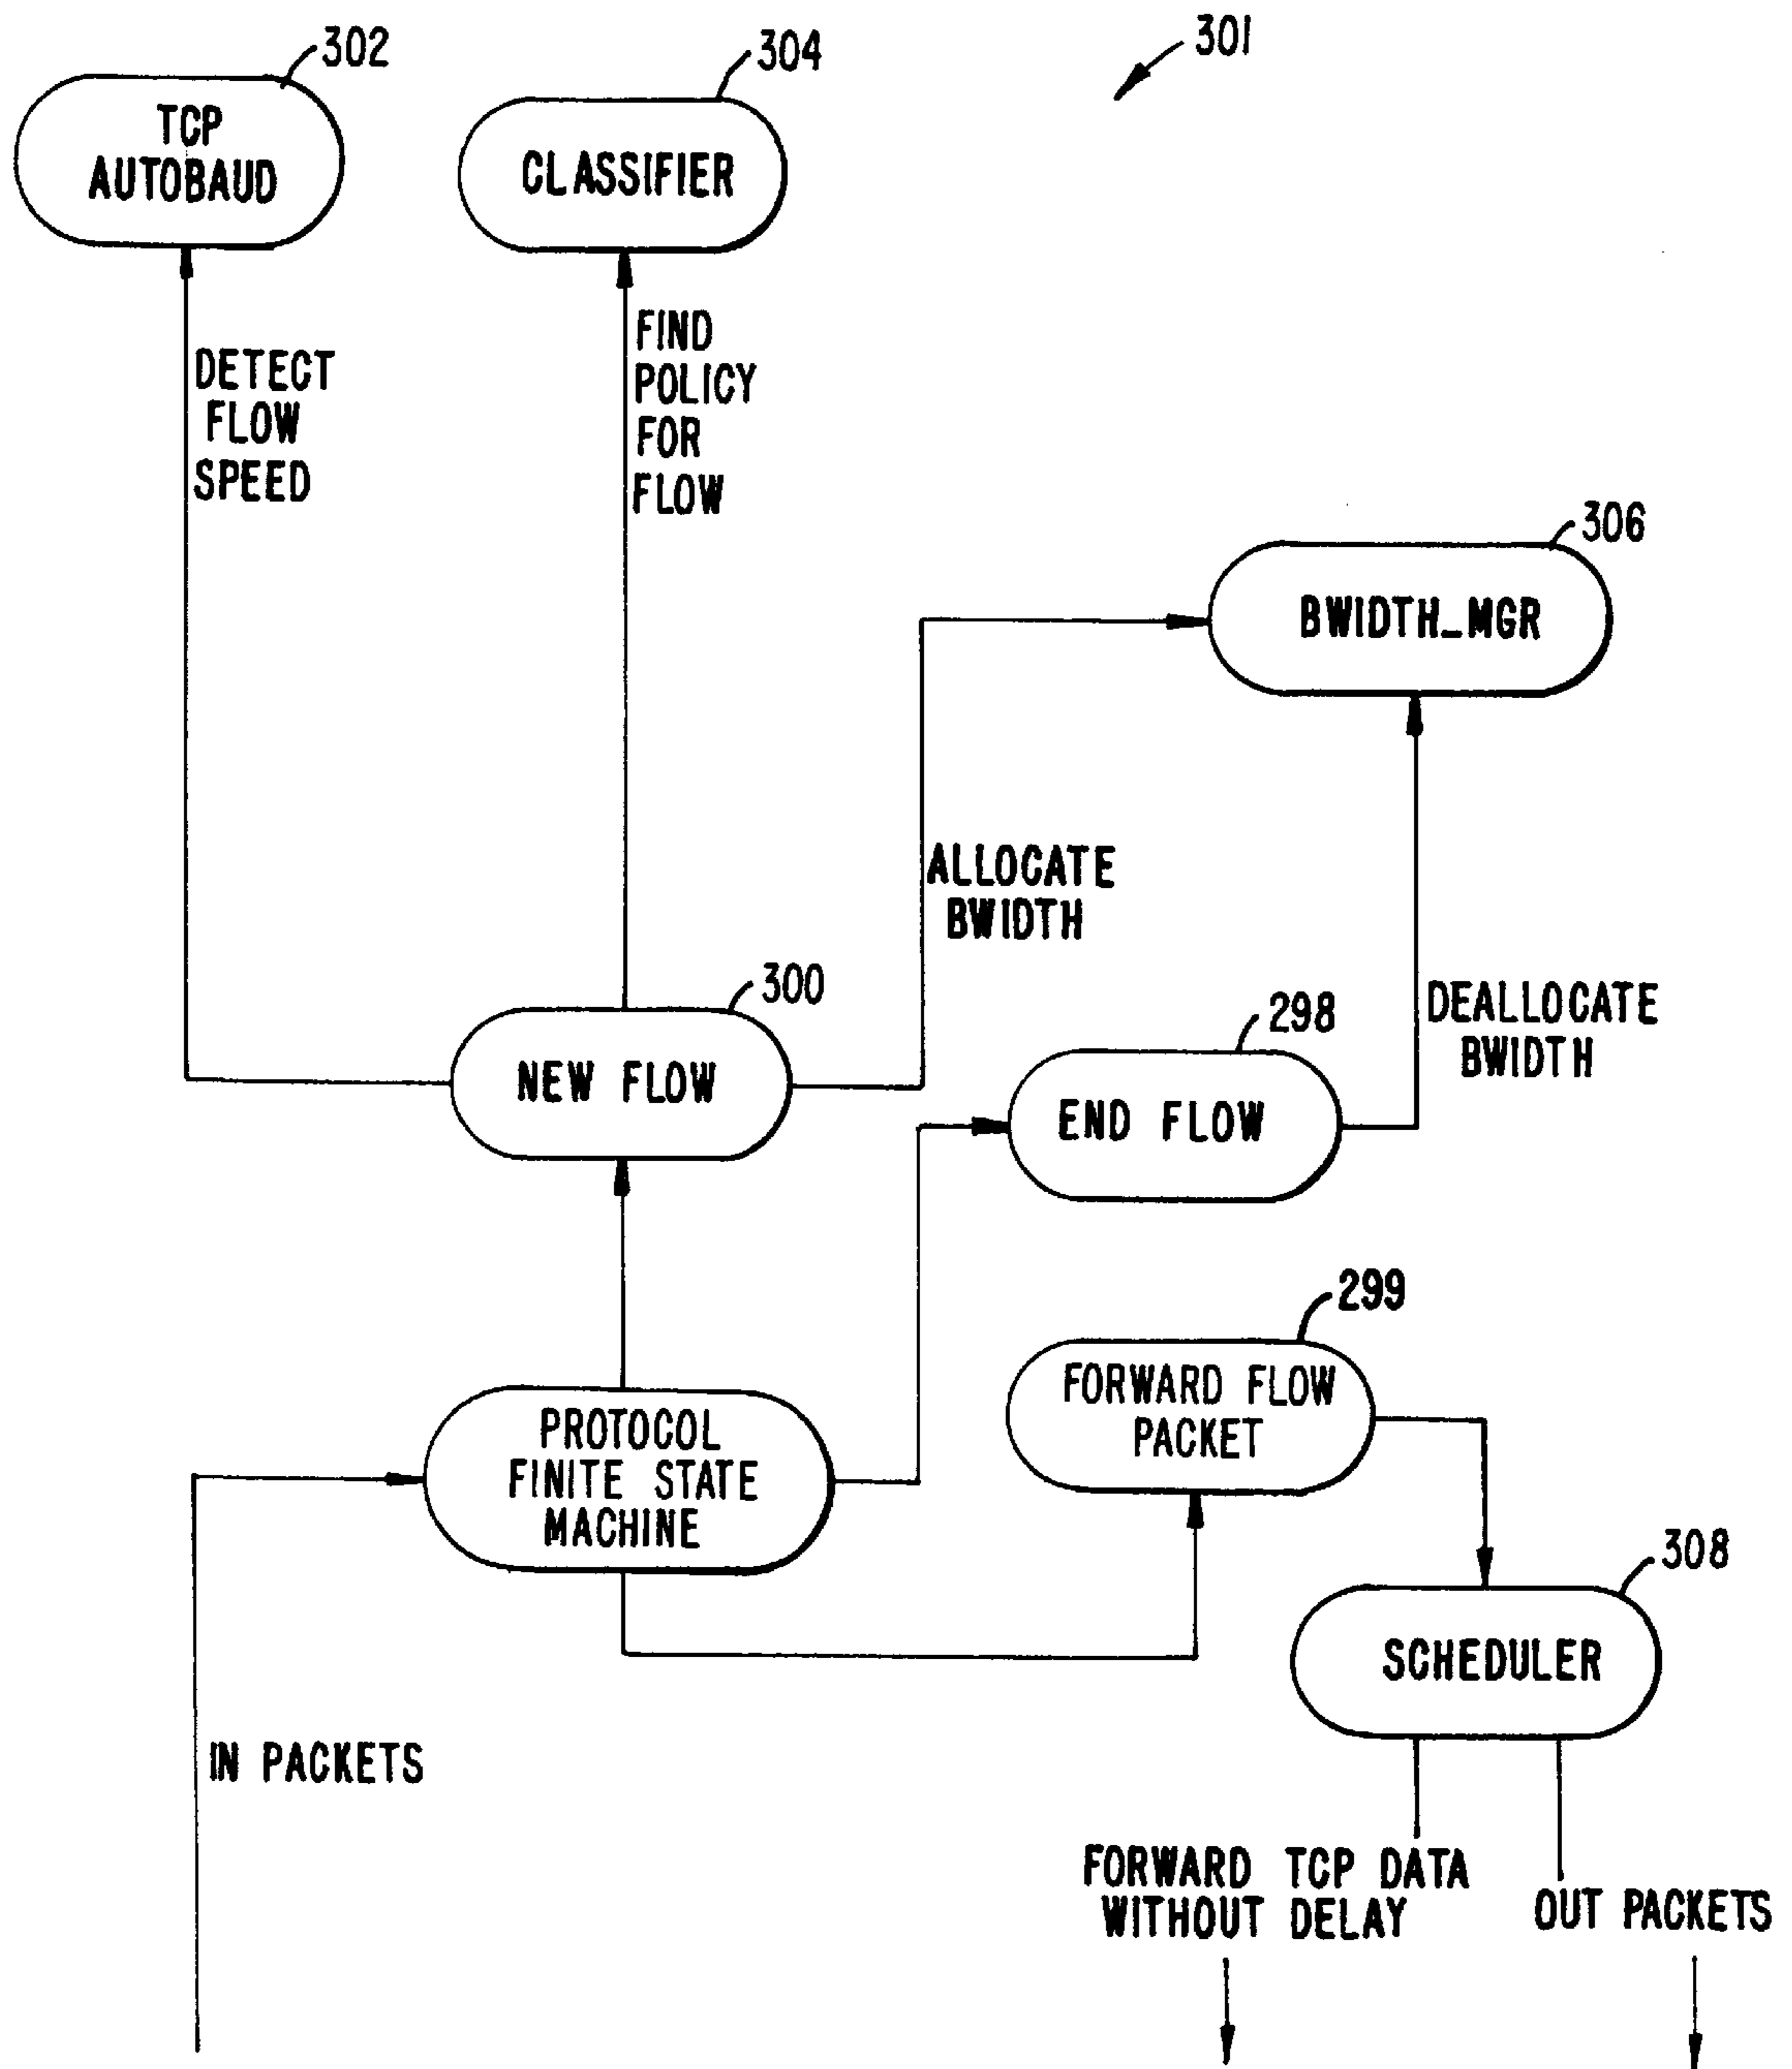 302
304
301
TCP
AUTOBAUD
CLASSIFIER
DETECT
FLOW
SPEED
FIND
POLICY
FOR
FLOW
306
BWIDTH_MGR
ALLOCATE
BWIDTH
300
NEW FLOW
298
END FLOW
DEALLOCATE
BWIDTH
299
FORWARD FLOW
PACKET
PROTOCOL
FINITE STATE
MACHINE
308
SCHEDULER
IN PACKETS
FORWARD TCP DATA
WITHOUT DELAY
OUT PACKETS